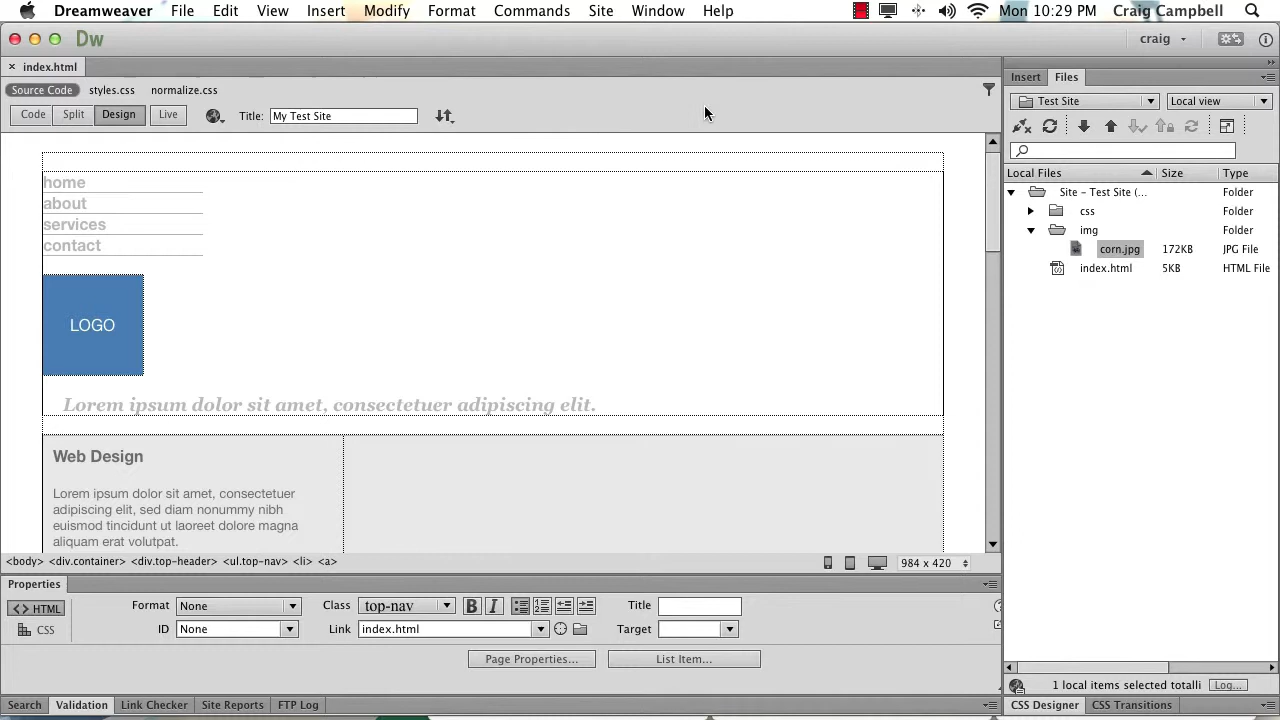 Dreamweaver File Edit View Insert Modify Format Commands Site Window Help Mon 10:29 PM Craig Campbell
Dw craig
index.html
Source Code styles.css normalize.css
Code Split Design Live Title: My Test Site
home
about
services
contact
LOGO
Lorem ipsum dolor sit amet, consectetuer adipiscing elit.
Web Design
Lorem ipsum dolor sit amet, consectetuer
adipiscing elit, sed diam nonummy nibh
euismod tincidunt ut laoreet dolore magna
aliquam erat volutpat.
<body> <div.container> <div.top-header> <ul.top-nav> <li> <a> 984 x 420
Properties
<> HTML Format None Class top-nav B I Title
CSS ID None Link index.html Target
Page Properties... List Item...
Search Validation Link Checker Site Reports FTP Log
Insert Files
Test Site Local view
Local Files Size Type
Site - Test Site (... Folder
css Folder
img Folder
corn.jpg 172KB JPG File
index.html 5KB HTML File
1 local items selected totalli Log...
CSS Designer CSS Transitions